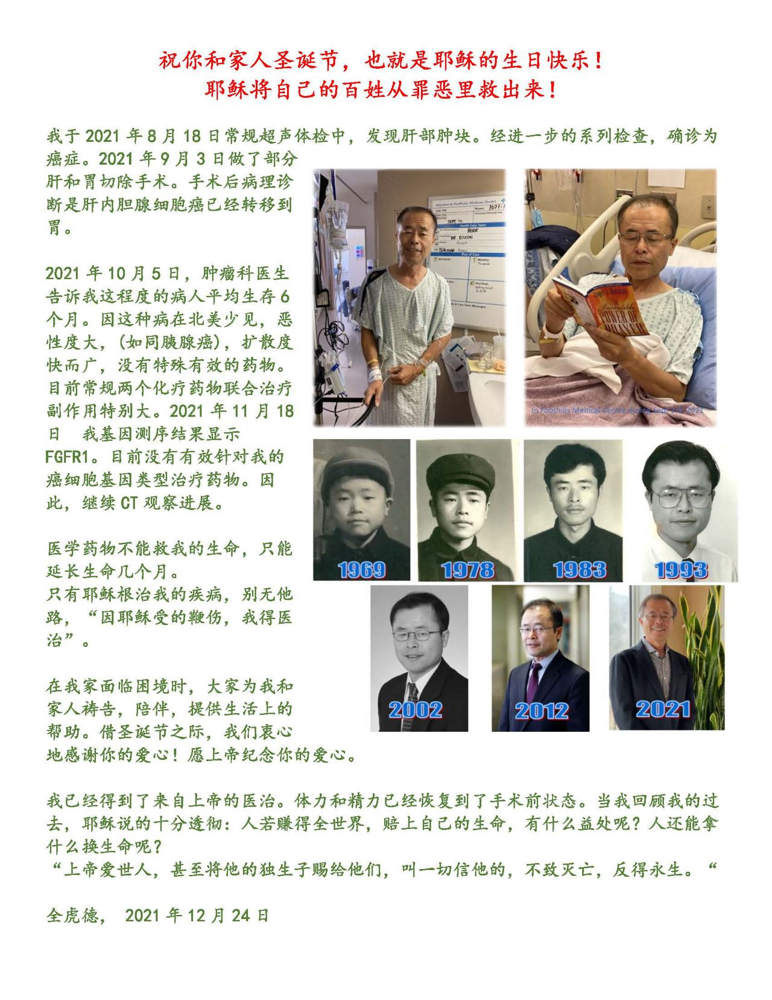 祝你和家人圣诞节，也就是耶稣的生日快乐！
耶稣将自己的百姓从罪恶里救出来！
我于 2021 年 8 月 18 日常规超声体检中，发现肝部肿块。经进一步的系列检查，确诊为
癌症。2021 年 9 月 3 日做了部分
肝和胃切除手术。手术后病理诊
断是肝内胆腺细胞癌已经转移到
胃。
2021 年 10 月 5 日，肿瘤科医生
告诉我这程度的病人平均生存 6
个月。因这种病在北美少见，恶
性度大，(如同胰腺癌)，扩散度
快而广，没有特殊有效的药物。
目前常规两个化疗药物联合治疗
副作用特别大。2021 年 11 月 18
日 我基因测序结果显示
FGFR1。目前没有有效针对我的
癌细胞基因类型治疗药物。因
此，继续 CT 观察进展。
医学药物不能救我的生命，只能
延长生命几个月。
只有耶稣根治我的疾病，别无他
路，“因耶稣受的鞭伤，我得医
治”。
在我家面临困境时，大家为我和
家人祷告，陪伴，提供生活上的
帮助。借圣诞节之际，我们衷心
地感谢你的爱心！愿上帝纪念你的爱心。
Welcome to Foothills Medical Centre
1071-1
SEPT
Health Care Team
HEIDE
DR DIXON
Plan of Care
The
Incredible
POWER OF
PRAYER
in Foothills Medical Centre during Sept 2021
1969
1978
1983
1993
2002
2012
2021
我已经得到了来自上帝的医治。体力和精力已经恢复到了手术前状态。当我回顾我的过
去，耶稣说的十分透彻：人若赚得全世界，赔上自己的生命，有什么益处呢？人还能拿
什么换生命呢？
“上帝爱世人，甚至将他的独生子赐给他们，叫一切信他的，不致灭亡，反得永生。“
全虎德， 2021 年 12 月 24 日